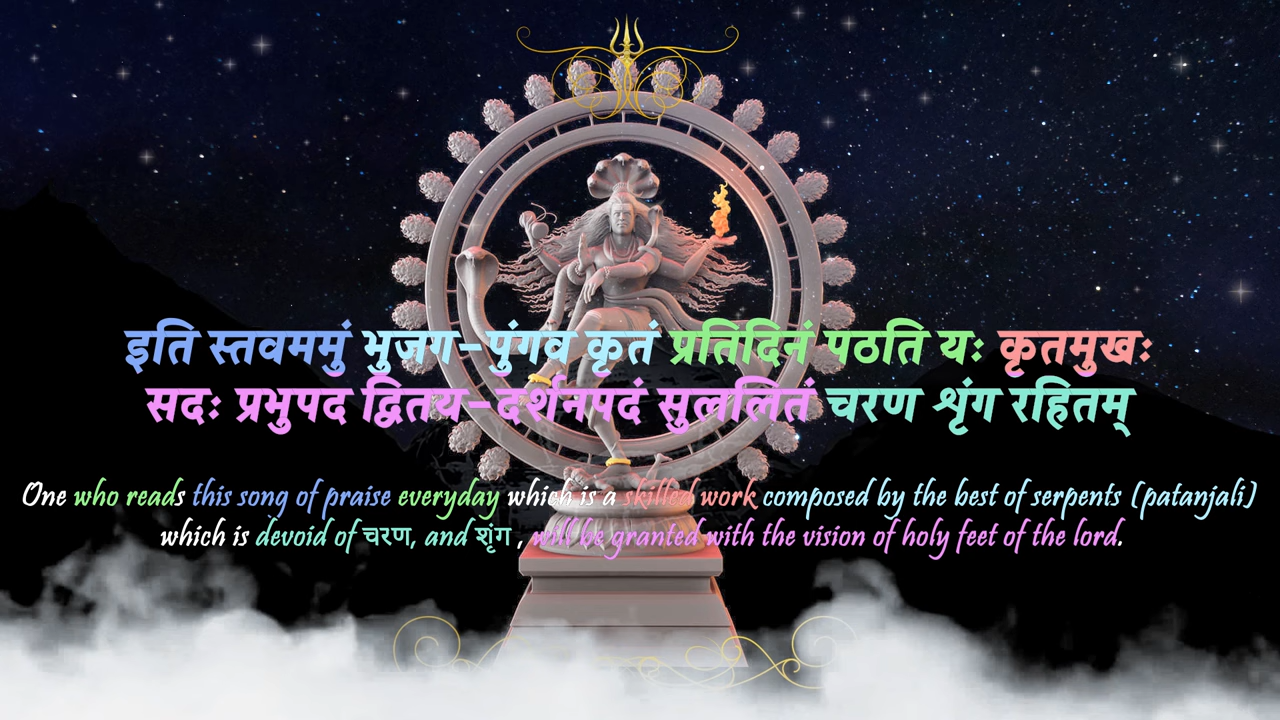 इति स्तवममुं भुजग-पुंगव कृतं प्रतिदिनं पठति यः कृतमुखः
सदः प्रभुपद द्वितय-दर्शनपदं सुललितं चरण शृंग रहितम्
One who reads this song of praise everyday which is a skilled work composed by the best of serpents (patanjali)
which is devoid of चरण, and शृंग , will be granted with the vision of holy feet of the lord.